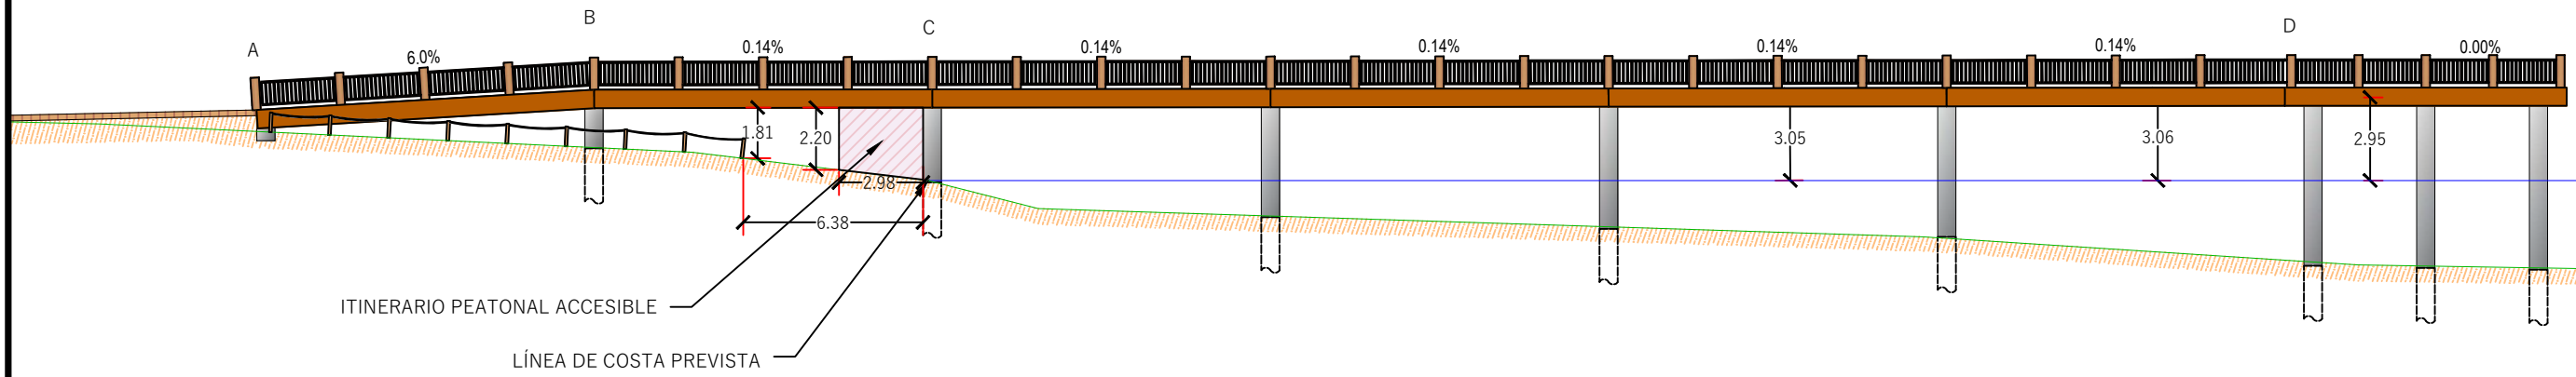 A
B
C
D
6.0%
0.14%
0.14%
0.14%
0.14%
0.14%
0.00%
1.81
2.20
2.98
6.38
3.05
3.06
2.95
ITINERARIO PEATONAL ACCESIBLE
LÍNEA DE COSTA PREVISTA